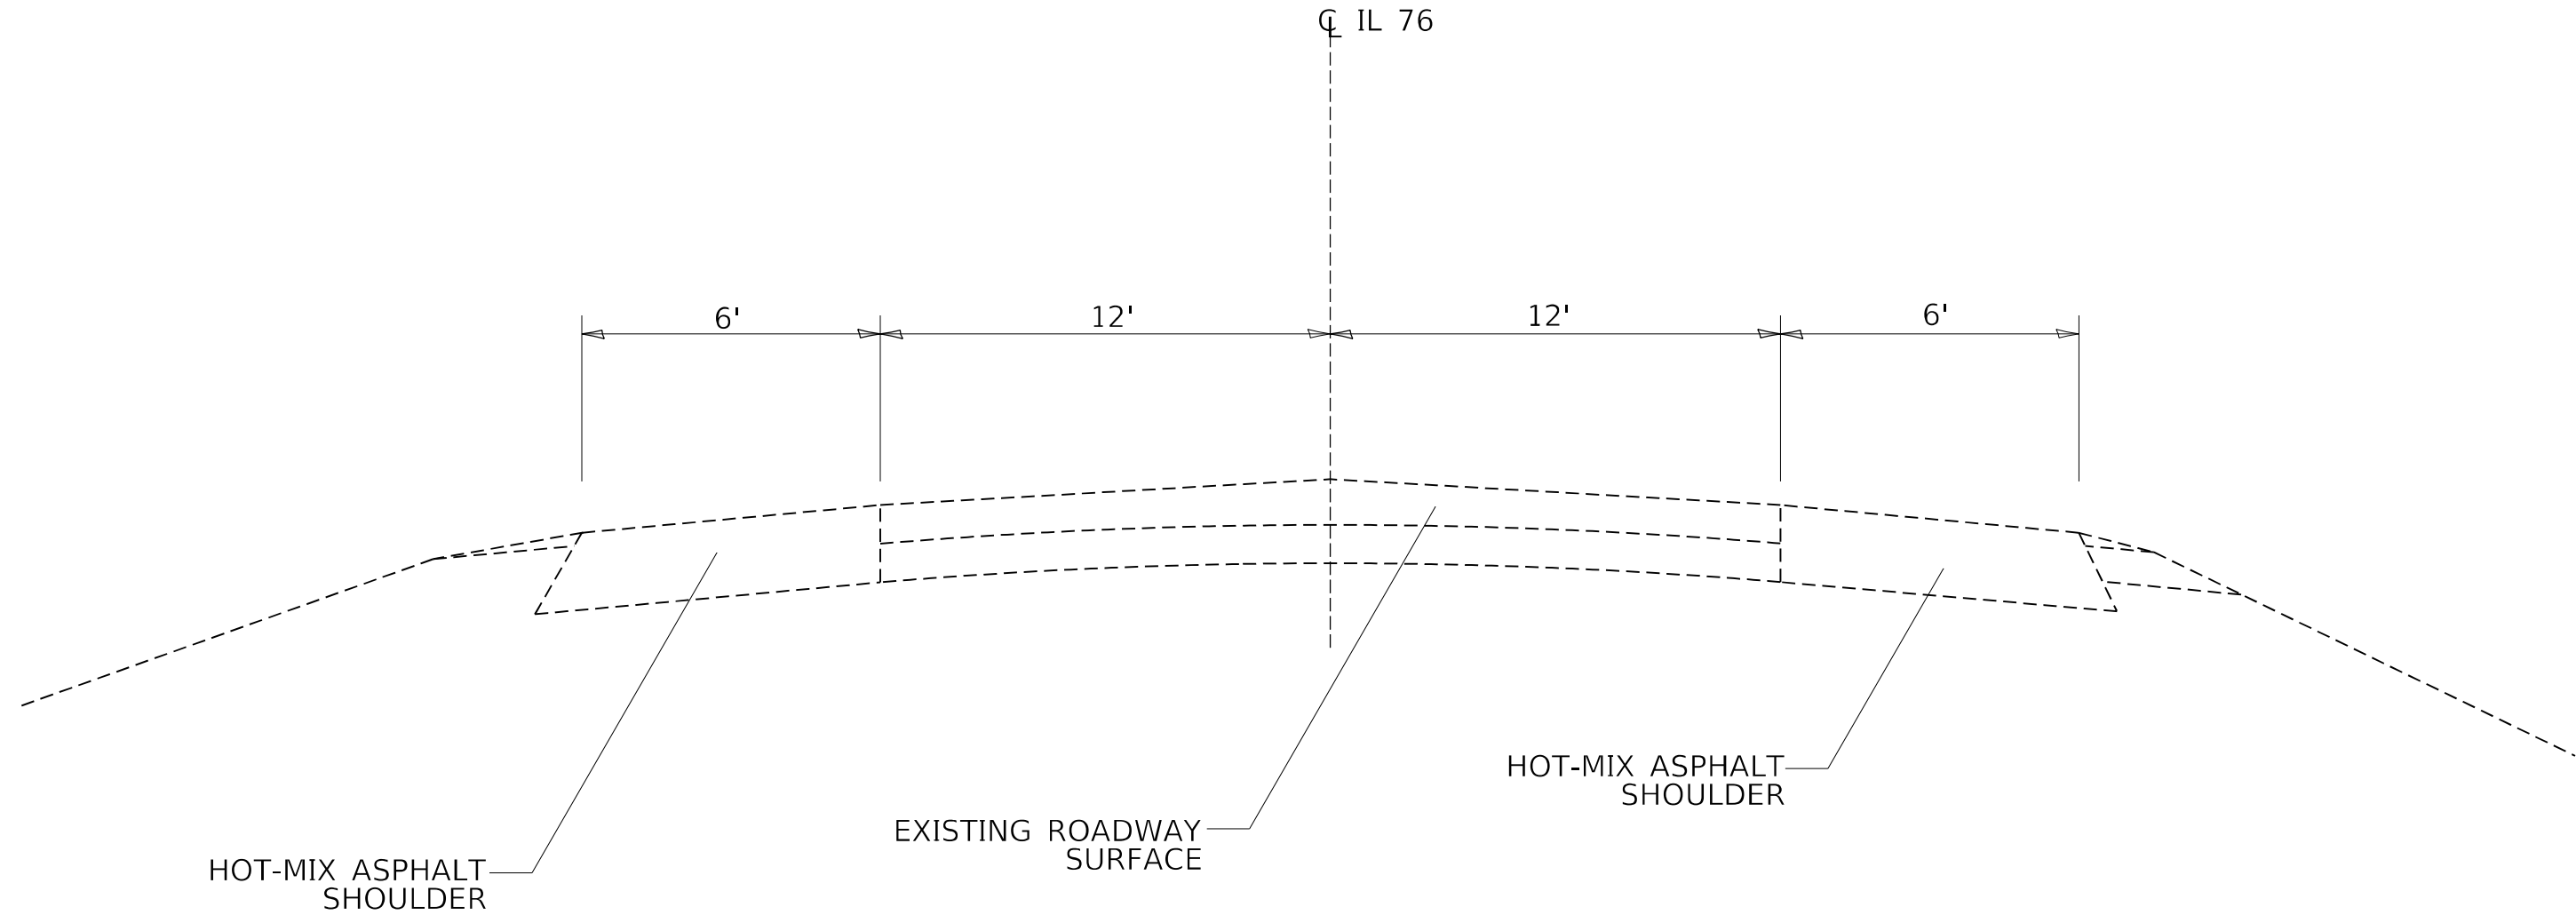 ℄ IL 76
6'
12'
12'
6'
HOT-MIX ASPHALT
SHOULDER
EXISTING ROADWAY
SURFACE
HOT-MIX ASPHALT
SHOULDER